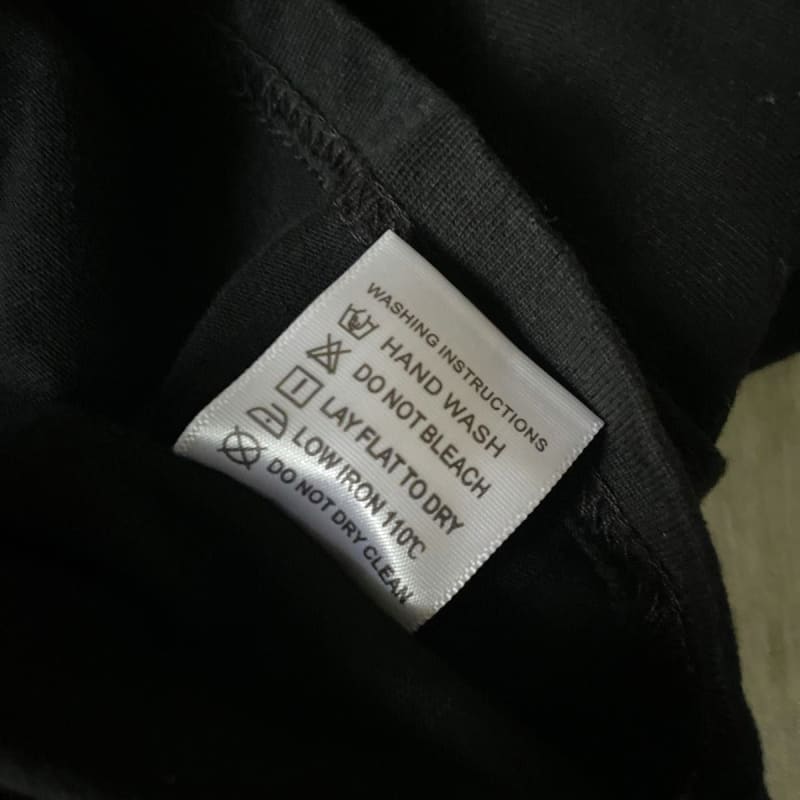 WASHING INSTRUCTIONS
HAND WASH
DO NOT BLEACH
LAY FLAT TO DRY
LOW IRON 110℃
DO NOT DRY CLEAN